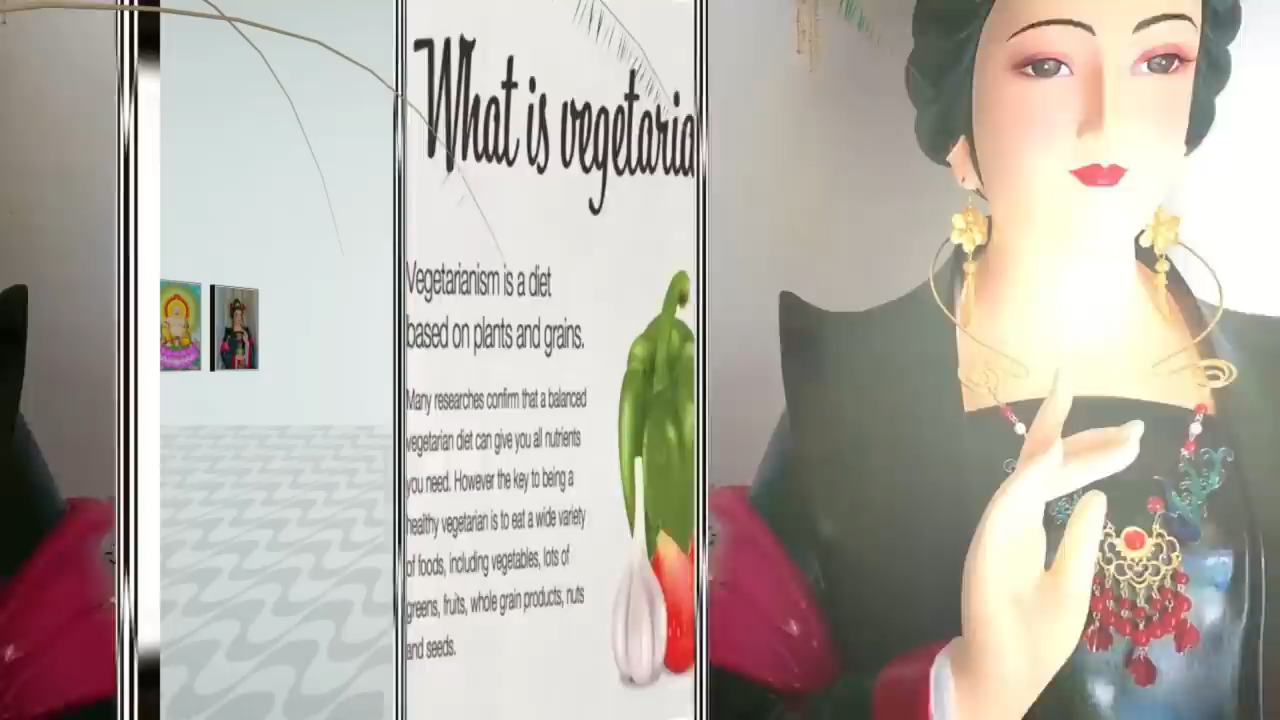 What is vegetaria
Vegetarianism is a diet
based on plants and grains.
Many researches confirm that a balanced
vegetarian diet can give you all nutrients
you need. However the key to being a
healthy vegetarian is to eat a wide variety
of foods, including vegetables, lots of
greens, fruits, whole grain products, nuts
and seeds.